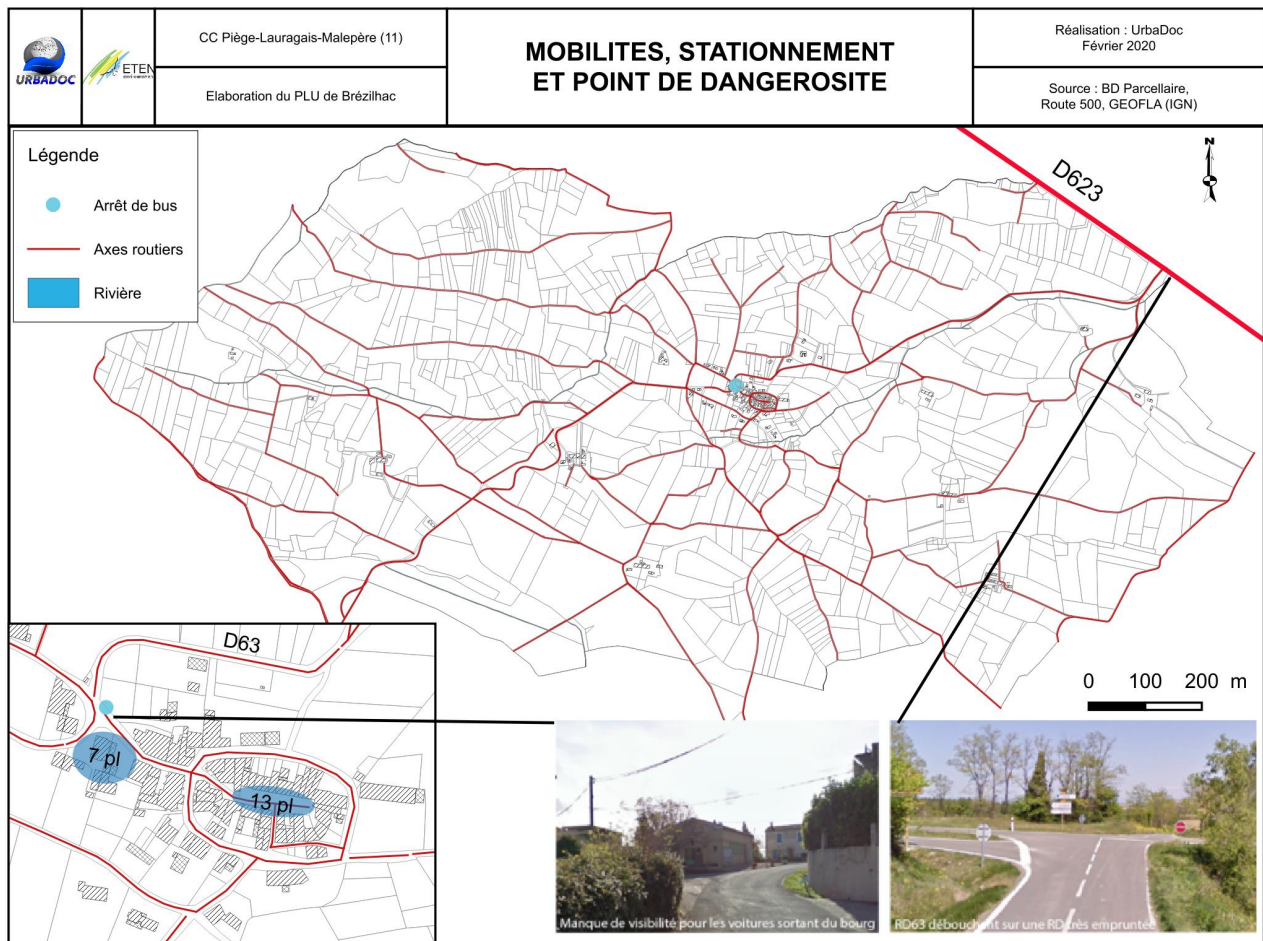 URBADOC
ETEN
CC Piège-Lauragais-Malepère (11)
Elaboration du PLU de Brézilhac
MOBILITES, STATIONNEMENT
ET POINT DE DANGEROSITE
Réalisation : UrbaDoc
Février 2020
Source : BD Parcellaire,
Route 500, GEOFLA (IGN)
Légende
Arrêt de bus
Axes routiers
Rivière
D623
N
D63
7 pl
13 pl
0 100 200 m
Manque de visibilité pour les voitures sortant du bourg
RD63 débouchant sur une RD très empruntée